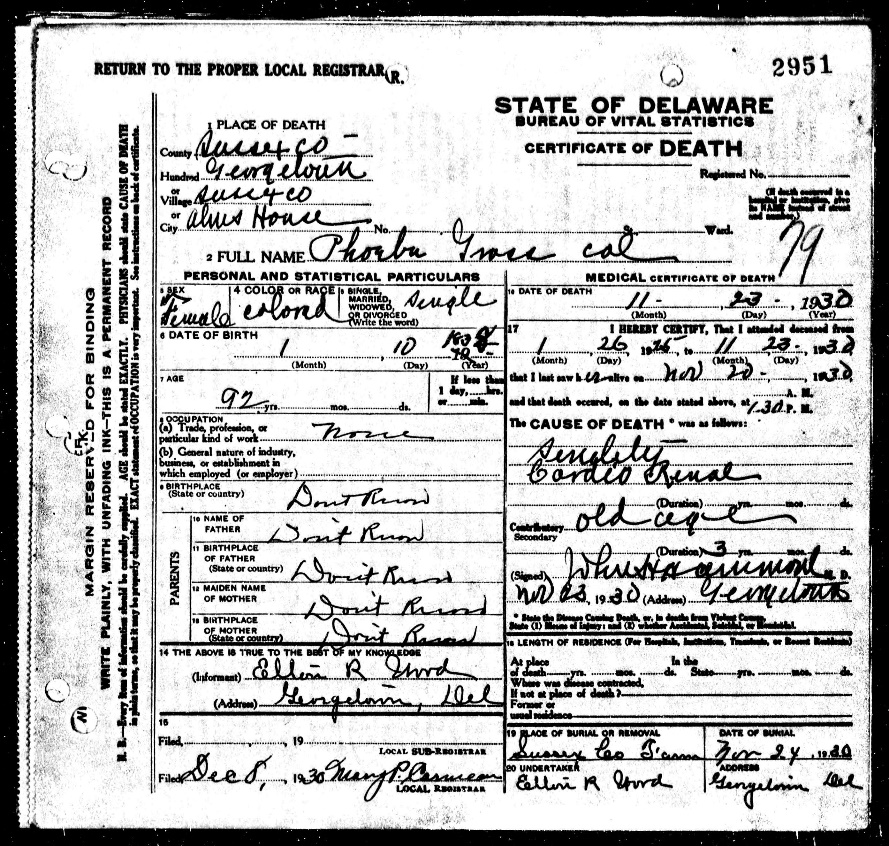 2951
RETURN TO THE PROPER LOCAL REGISTRAR
R.
STATE OF DELAWARE
BUREAU OF VITAL STATISTICS
CERTIFICATE OF DEATH
Registered No.
(If death occurred in a hospital or institution, give its NAME instead of street and number.)
79
1 PLACE OF DEATH
County Sussex co
Hundred Georgetown
or
Village Sussex co
or
City Alms House No. St. Ward.
2 FULL NAME Phoebe Gross col
PERSONAL AND STATISTICAL PARTICULARS
3 SEX
Female
4 COLOR OR RACE
colored
5 SINGLE, MARRIED, WIDOWED, OR DIVORCED (Write the word)
single
6 DATE OF BIRTH
1 10
(Month) (Day) (Year)
7 AGE
92 yrs. mos. ds.
If less than 1 day, hrs. or min.
8 OCCUPATION
(a) Trade, profession, or particular kind of work none
(b) General nature of industry, business, or establishment in which employed (or employer)
9 BIRTHPLACE
(State or country) Don't Know
PARENTS
10 NAME OF FATHER Don't Know
11 BIRTHPLACE OF FATHER (State or country) Don't Know
12 MAIDEN NAME OF MOTHER Don't Know
13 BIRTHPLACE OF MOTHER (State or country) Don't Know
14 THE ABOVE IS TRUE TO THE BEST OF MY KNOWLEDGE
(Informant) R
(Address) Georgetown, Del
15
Filed, , 19
LOCAL SUB-REGISTRAR
Filed Dec 8, 1930 Mary P.
LOCAL REGISTRAR
MEDICAL CERTIFICATE OF DEATH
16 DATE OF DEATH
11 - 23 - , 1930
(Month) (Day) (Year)
17 I HEREBY CERTIFY, That I attended deceased from
1 26 to 11 23 - , 1930
(Month) (Day) (Month) (Day)
that I last saw her alive on Nov 20 - , 1930
and that death occured, on the date stated above, at 1.30 P. M.
A. M.
The CAUSE OF DEATH * was as follows:
Senility
Cardio Renal
(Duration) yrs. mos. ds.
Contributory old age
Secondary
(Duration) 3 yrs. mos. ds.
(Signed) John Hammond M. D.
Nov 23, 1930 (Address) Georgetown
* State the Disease Causing Death, or, in deaths from Violent Causes, State (1) Means of Injury; and (2) whether Accidental, Suicidal, or Homicidal.
18 LENGTH OF RESIDENCE (For Hospitals, Institutions, Transients, or Recent Residents)
At place of death yrs. mos. ds. In the State yrs. mos. ds.
Where was disease contracted,
If not at place of death?
Former or usual residence
19 PLACE OF BURIAL OR REMOVAL
Sussex Co Farm
DATE OF BURIAL
Nov 24, 1930
20 UNDERTAKER
R
ADDRESS
Georgetown Del
MARGIN RESERVED FOR BINDING
WRITE PLAINLY, WITH UNFADING INK—THIS IS A PERMANENT RECORD
N. B.—Every item of information should be carefully supplied. AGE should be stated EXACTLY. PHYSICIANS should state CAUSE OF DEATH
in plain terms, so that it may be properly classified. EXACT statement of OCCUPATION is very important. See instructions on back of certificate.